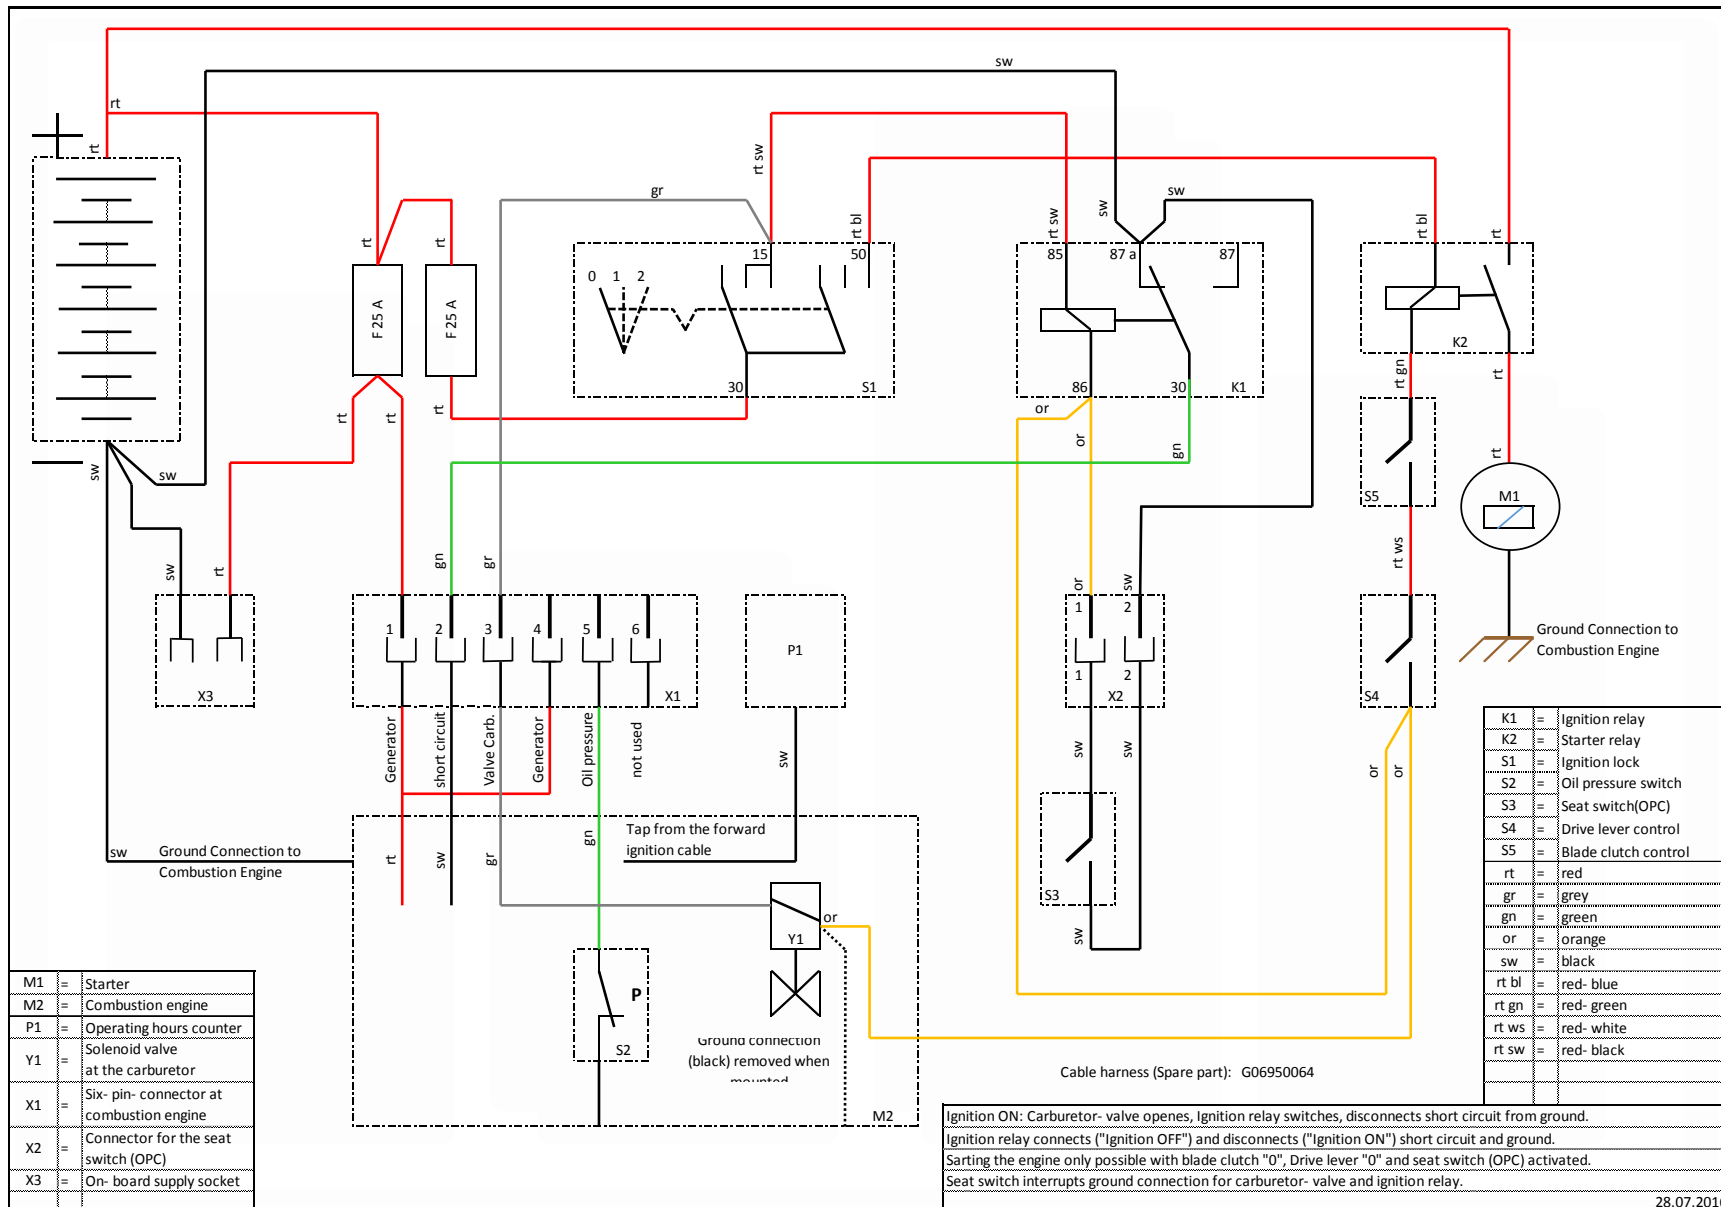 sw
rt
rt
gr
rt sw
rt bl
sw
sw
rt sw
rt bl
rt
rt
rt
15
50
85
87 a
87
0 1 2
F 25 A
F 25 A
K2
30
S1
86
30
K1
rt
rt
rt
or
or
gn
rt gn
rt
rt
sw
sw
S5
M1
gn
gr
sw
rt
or
sw
rt ws
1
2
3
4
5
6
X1
X3
P1
1
2
1
2
X2
S4
Ground Connection to
Combustion Engine
Generator
short circuit
Valve Carb.
Generator
Oil pressure
not used
sw
sw
sw
or
or
K1 = Ignition relay
K2 = Starter relay
S1 = Ignition lock
S2 = Oil pressure switch
S3 = Seat switch(OPC)
S4 = Drive lever control
S5 = Blade clutch control
rt = red
gr = grey
gn = green
or = orange
sw = black
rt bl = red- blue
rt gn = red- green
rt ws = red- white
rt sw = red- black
sw
Ground Connection to
Combustion Engine
rt
sw
gr
gn
Tap from the forward
ignition cable
S3
sw
or
Y1
P
S2
Ground connection
(black) removed when
mounted
M2
M1 = Starter
M2 = Combustion engine
P1 = Operating hours counter
Y1 = Solenoid valve
at the carburetor
X1 = Six- pin- connector at
combustion engine
X2 = Connector for the seat
switch (OPC)
X3 = On- board supply socket
Cable harness (Spare part): G06950064
Ignition ON: Carburetor- valve openes, Ignition relay switches, disconnects short circuit from ground.
Ignition relay connects ("Ignition OFF") and disconnects ("Ignition ON") short circuit and ground.
Sarting the engine only possible with blade clutch "0", Drive lever "0" and seat switch (OPC) activated.
Seat switch interrupts ground connection for carburetor- valve and ignition relay.
28.07.2010